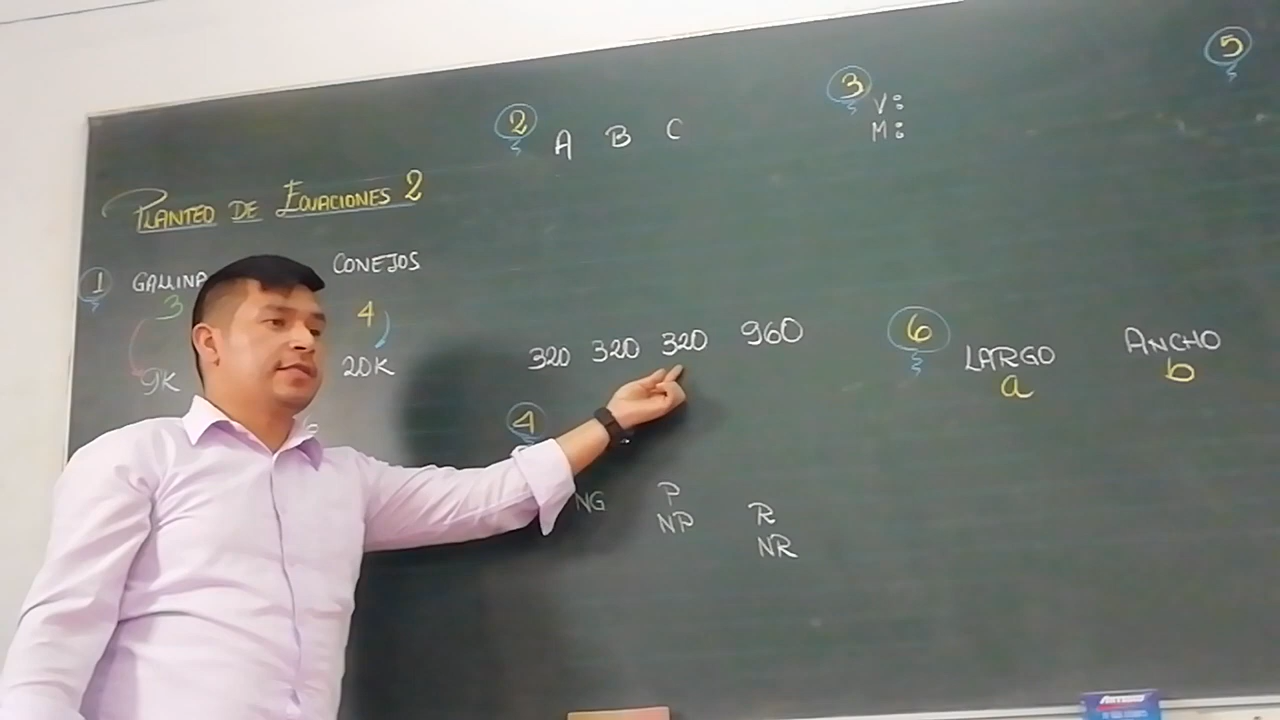 PLANTEO DE ECUACIONES 2
1 GALLINA CONEJOS
3 4
9K 20K
2 A B C
320 320 320 960
3 V:
M:
4
NG P R
NP NR
5
6 LARGO ANCHO
a b